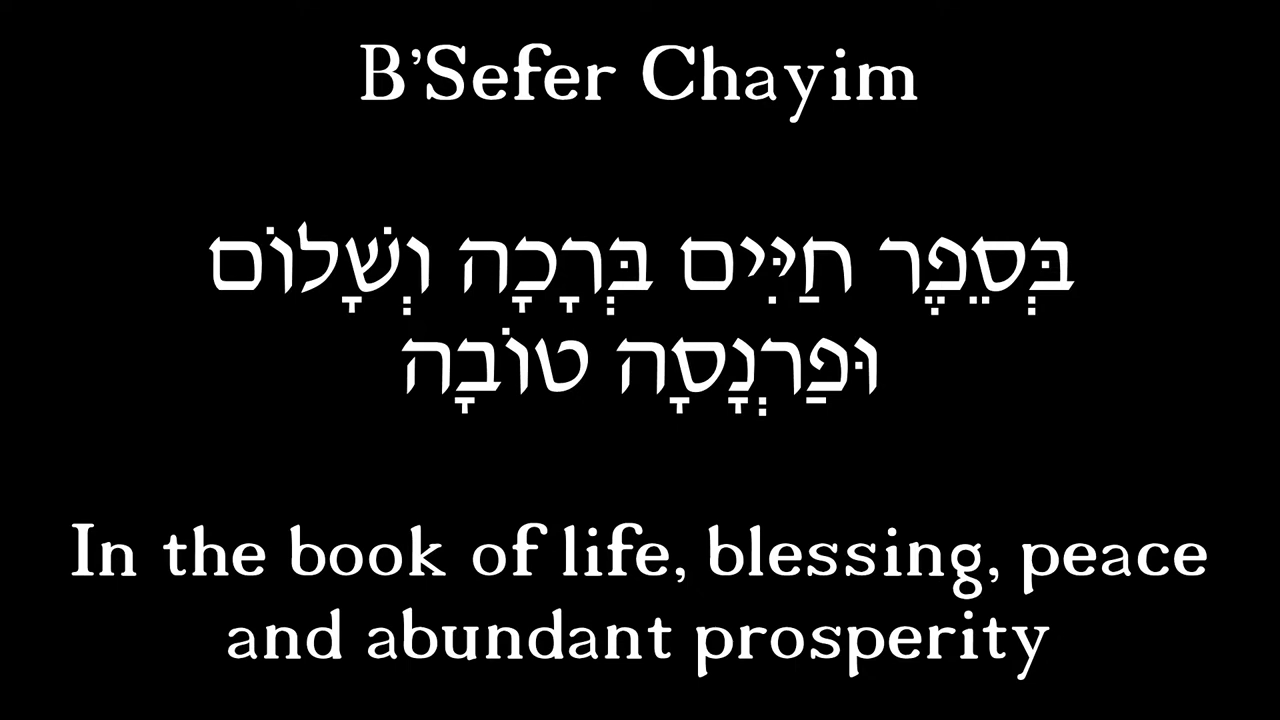 B’Sefer Chayim
בְּסֵפֶר חַיִּים בְּרָכָה וְשָׁלוֹם
וּפַרְנָסָה טוֹבָה
In the book of life, blessing, peace
and abundant prosperity